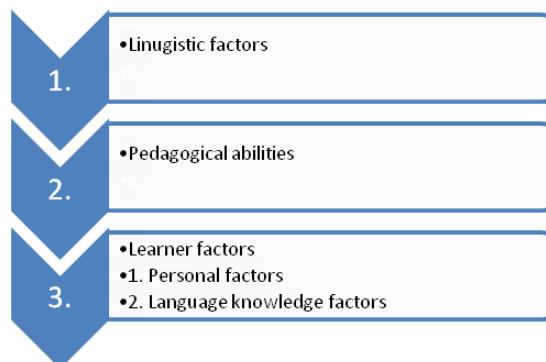 1.
•Linugistic factors
2.
•Pedagogical abilities
3.
•Learner factors
•1. Personal factors
•2. Language knowledge factors